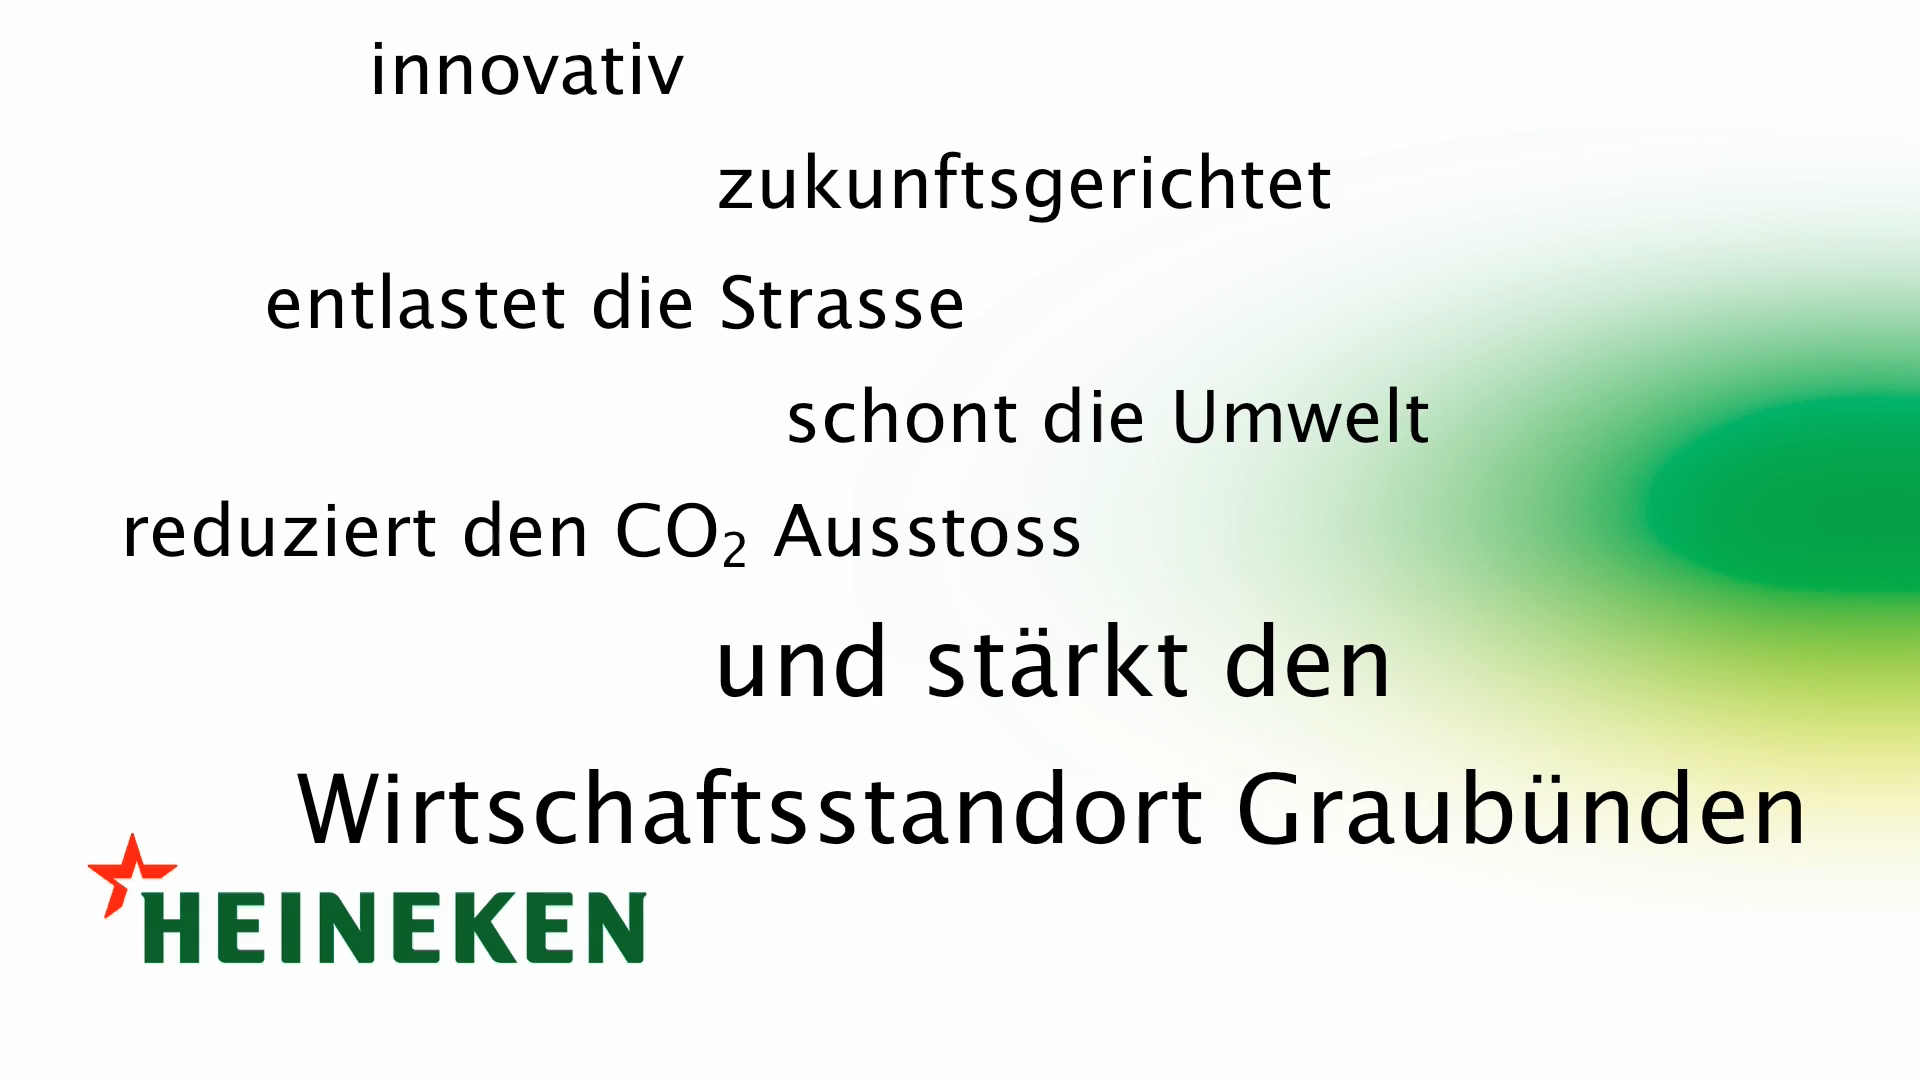 innovativ
zukunftsgerichtet
entlastet die Strasse
schont die Umwelt
reduziert den CO₂ Ausstoss
und stärkt den
Wirtschaftsstandort Graubünden
HEINEKEN